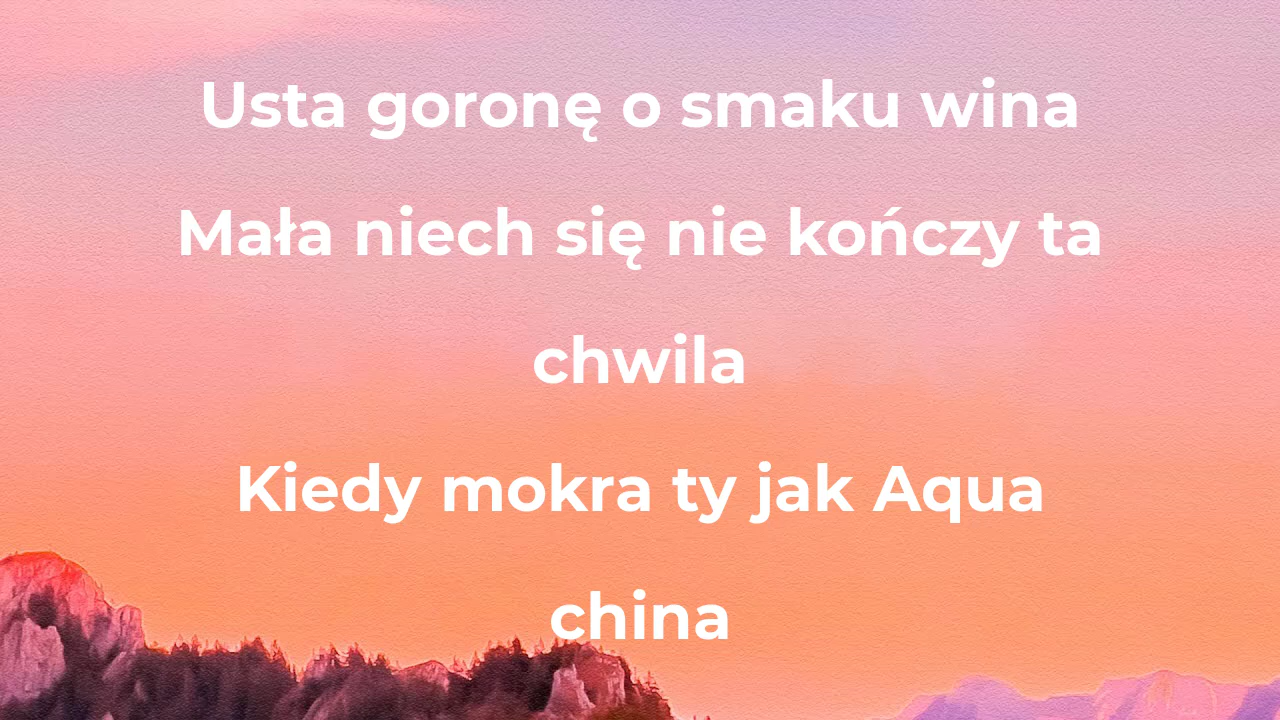 Usta goronę o smaku wina
Mała niech się nie kończy ta
chwila
Kiedy mokra ty jak Aqua
china